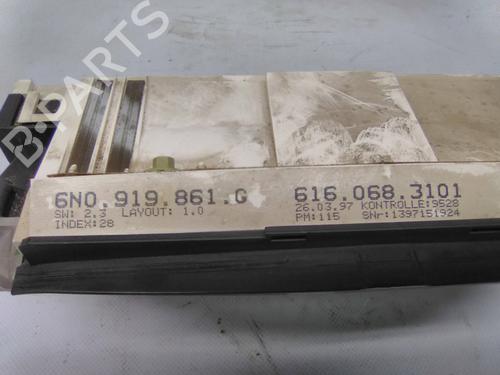 B-PARTS
6N0.919.861.G 616.068.3101
SW: 2.3 LAYOUT: 1.0 26.03.97 KONTROLLE:9528
INDEX:28 PM:115 SNr:1397151924